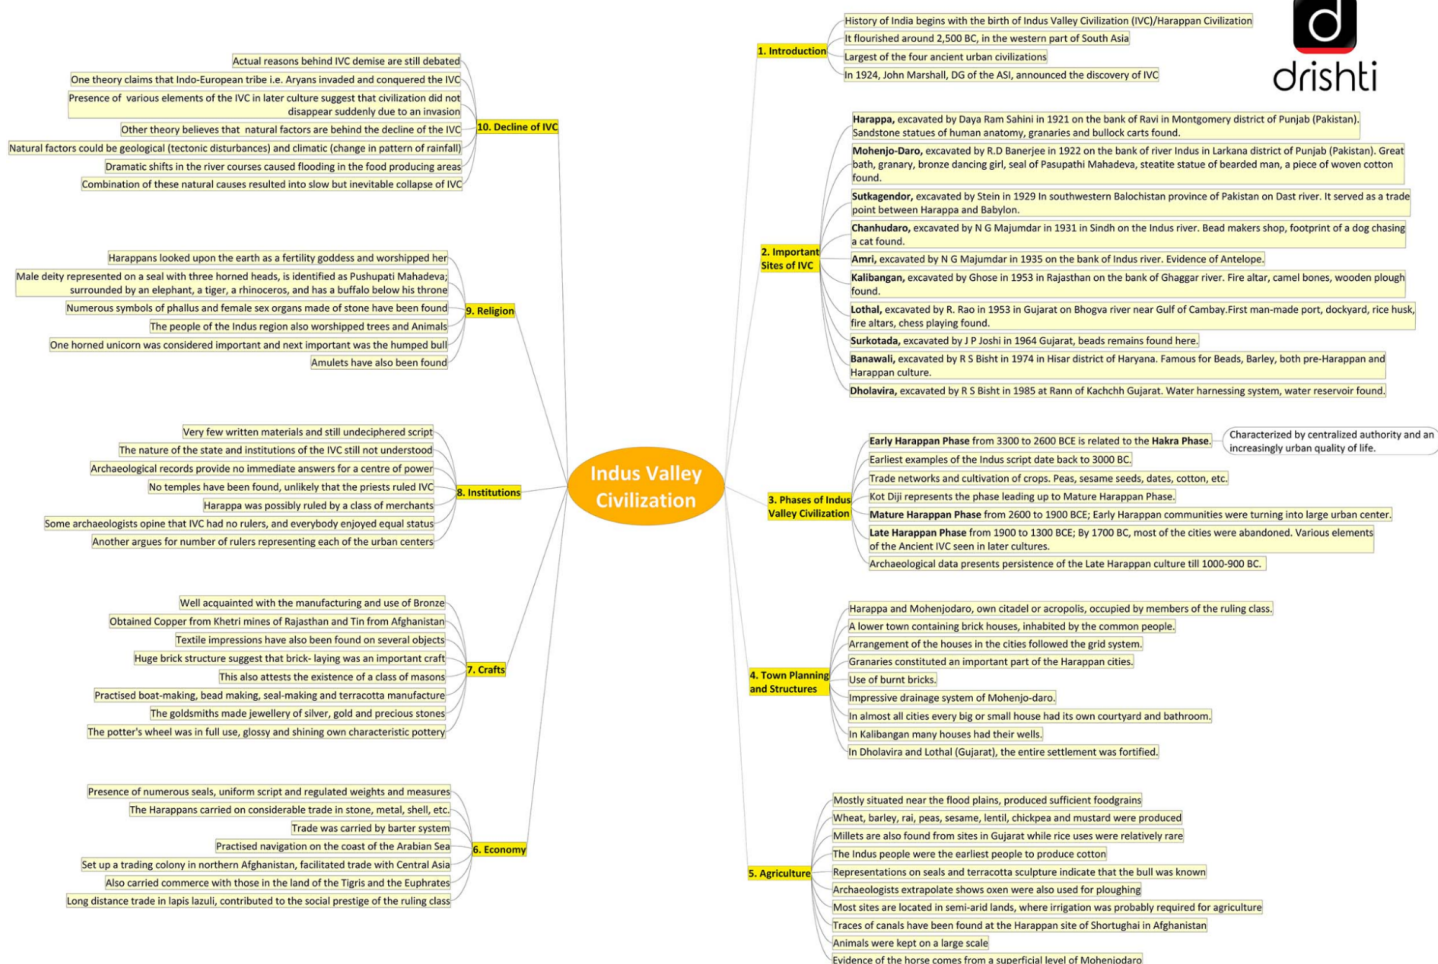 drishti
Indus Valley
Civilization
1. Introduction
History of India begins with the birth of Indus Valley Civilization (IVC)/Harappan Civilization
It flourished around 2,500 BC, in the western part of South Asia
Largest of the four ancient urban civilizations
In 1924, John Marshall, DG of the ASI, announced the discovery of IVC
2. Important
Sites of IVC
Harappa, excavated by Daya Ram Sahini in 1921 on the bank of Ravi in Montgomery district of Punjab (Pakistan).
Sandstone statues of human anatomy, granaries and bullock carts found.
Mohenjo-Daro, excavated by R.D Banerjee in 1922 on the bank of river Indus in Larkana district of Punjab (Pakistan). Great
bath, granary, bronze dancing girl, seal of Pasupathi Mahadeva, steatite statue of bearded man, a piece of woven cotton
found.
Sutkagendor, excavated by Stein in 1929 In southwestern Balochistan province of Pakistan on Dast river. It served as a trade
point between Harappa and Babylon.
Chanhudaro, excavated by N G Majumdar in 1931 in Sindh on the Indus river. Bead makers shop, footprint of a dog chasing
a cat found.
Amri, excavated by N G Majumdar in 1935 on the bank of Indus river. Evidence of Antelope.
Kalibangan, excavated by Ghose in 1953 in Rajasthan on the bank of Ghaggar river. Fire altar, camel bones, wooden plough
found.
Lothal, excavated by R. Rao in 1953 in Gujarat on Bhogva river near Gulf of Cambay.First man-made port, dockyard, rice husk,
fire altars, chess playing found.
Surkotada, excavated by J P Joshi in 1964 Gujarat, beads remains found here.
Banawali, excavated by R S Bisht in 1974 in Hisar district of Haryana. Famous for Beads, Barley, both pre-Harappan and
Harappan culture.
Dholavira, excavated by R S Bisht in 1985 at Rann of Kachchh Gujarat. Water harnessing system, water reservoir found.
3. Phases of Indus
Valley Civilization
Early Harappan Phase from 3300 to 2600 BCE is related to the Hakra Phase.
Characterized by centralized authority and an
increasingly urban quality of life.
Earliest examples of the Indus script date back to 3000 BC.
Trade networks and cultivation of crops. Peas, sesame seeds, dates, cotton, etc.
Kot Diji represents the phase leading up to Mature Harappan Phase.
Mature Harappan Phase from 2600 to 1900 BCE; Early Harappan communities were turning into large urban center.
Late Harappan Phase from 1900 to 1300 BCE; By 1700 BC, most of the cities were abandoned. Various elements
of the Ancient IVC seen in later cultures.
Archaeological data presents persistence of the Late Harappan culture till 1000-900 BC.
4. Town Planning
and Structures
Harappa and Mohenjodaro, own citadel or acropolis, occupied by members of the ruling class.
A lower town containing brick houses, inhabited by the common people.
Arrangement of the houses in the cities followed the grid system.
Granaries constituted an important part of the Harappan cities.
Use of burnt bricks.
Impressive drainage system of Mohenjo-daro.
In almost all cities every big or small house had its own courtyard and bathroom.
In Kalibangan many houses had their wells.
In Dholavira and Lothal (Gujarat), the entire settlement was fortified.
5. Agriculture
Mostly situated near the flood plains, produced sufficient foodgrains
Wheat, barley, rai, peas, sesame, lentil, chickpea and mustard were produced
Millets are also found from sites in Gujarat while rice uses were relatively rare
The Indus people were the earliest people to produce cotton
Representations on seals and terracotta sculpture indicate that the bull was known
Archaeologists extrapolate shows oxen were also used for ploughing
Most sites are located in semi-arid lands, where irrigation was probably required for agriculture
Traces of canals have been found at the Harappan site of Shortughai in Afghanistan
Animals were kept on a large scale
Evidence of the horse comes from a superficial level of Mohenjodaro
6. Economy
Presence of numerous seals, uniform script and regulated weights and measures
The Harappans carried on considerable trade in stone, metal, shell, etc.
Trade was carried by barter system
Practised navigation on the coast of the Arabian Sea
Set up a trading colony in northern Afghanistan, facilitated trade with Central Asia
Also carried commerce with those in the land of the Tigris and the Euphrates
Long distance trade in lapis lazuli, contributed to the social prestige of the ruling class
7. Crafts
Well acquainted with the manufacturing and use of Bronze
Obtained Copper from Khetri mines of Rajasthan and Tin from Afghanistan
Textile impressions have also been found on several objects
Huge brick structure suggest that brick- laying was an important craft
This also attests the existence of a class of masons
Practised boat-making, bead making, seal-making and terracotta manufacture
The goldsmiths made jewellery of silver, gold and precious stones
The potter's wheel was in full use, glossy and shining own characteristic pottery
8. Institutions
Very few written materials and still undeciphered script
The nature of the state and institutions of the IVC still not understood
Archaeological records provide no immediate answers for a centre of power
No temples have been found, unlikely that the priests ruled IVC
Harappa was possibly ruled by a class of merchants
Some archaeologists opine that IVC had no rulers, and everybody enjoyed equal status
Another argues for number of rulers representing each of the urban centers
9. Religion
Harappans looked upon the earth as a fertility goddess and worshipped her
Male deity represented on a seal with three horned heads, is identified as Pushupati Mahadeva;
surrounded by an elephant, a tiger, a rhinoceros, and has a buffalo below his throne
Numerous symbols of phallus and female sex organs made of stone have been found
The people of the Indus region also worshipped trees and Animals
One horned unicorn was considered important and next important was the humped bull
Amulets have also been found
10. Decline of IVC
Actual reasons behind IVC demise are still debated
One theory claims that Indo-European tribe i.e. Aryans invaded and conquered the IVC
Presence of various elements of the IVC in later culture suggest that civilization did not
disappear suddenly due to an invasion
Other theory believes that natural factors are behind the decline of the IVC
Natural factors could be geological (tectonic disturbances) and climatic (change in pattern of rainfall)
Dramatic shifts in the river courses caused flooding in the food producing areas
Combination of these natural causes resulted into slow but inevitable collapse of IVC